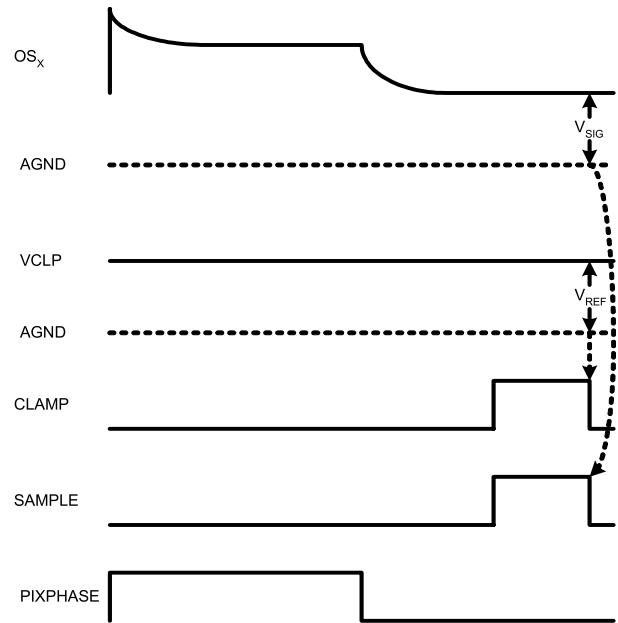 OSX
VSIG
AGND
VCLP
VREF
AGND
CLAMP
SAMPLE
PIXPHASE